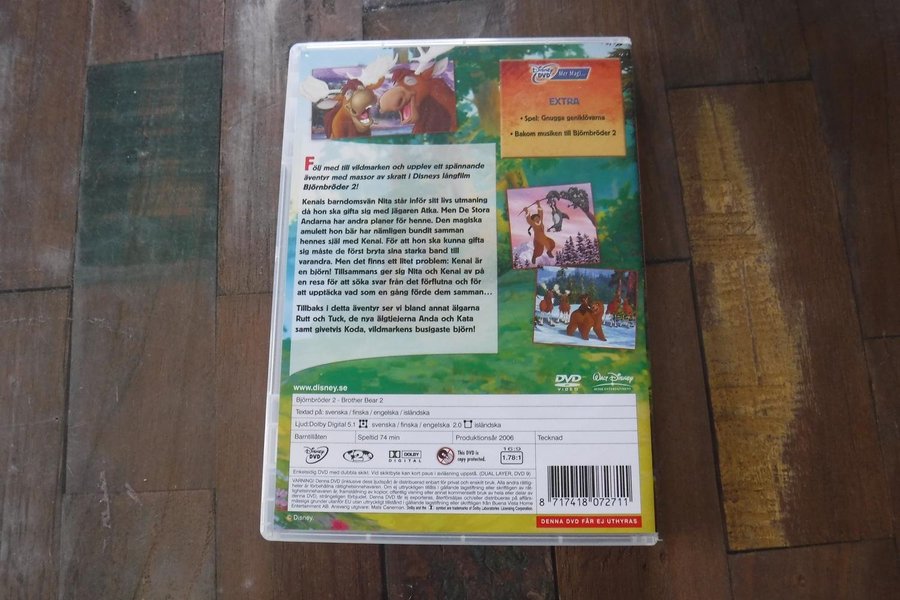 Disney DVD Mer Magi...
EXTRA
• Spel: Gnugga geniklövarna
• Bakom musiken till Björnbröder 2
Följ med till vildmarken och upplev ett spännande
äventyr med massor av skratt i Disneys långfilm
Björnbröder 2!
Kenais barndomsvän Nita står inför sitt livs utmaning
då hon ska gifta sig med jägaren Atka. Men De Stora
Andarna har andra planer för henne. Den magiska
amulett hon bär har nämligen bundit samman
hennes själ med Kenai. För att hon ska kunna gifta
sig måste de först bryta sina starka band till
varandra. Men det finns ett litet problem: Kenai är
en björn! Tillsammans ger sig Nita och Kenai av på
en resa för att söka svar från det förflutna och för
att upptäcka vad som en gång förde dem samman...
Tillbaks i detta äventyr ser vi bland annat älgarna
Rutt och Tuck, de nya älgtjejerna Anda och Kata
samt givetvis Koda, vildmarkens busigaste björn!
www.disney.se
DVD VIDEO
Walt Disney
Björnbröder 2 - Brother Bear 2
Textad på: svenska / finska / engelska / isländska
Ljud:Dolby Digital 5.1 svenska / finska / engelska 2.0 isländska
Barntillåten Speltid 74 min Produktionsår 2006 Tecknad
Disney DVD
DOLBY DIGITAL
This DVD is copy protected.
16:9
1.78:1
Enkelsidig DVD med dubbla skikt. Vid skiktbyte kan kort paus i avläsning uppstå. (DUAL LAYER, DVD 9)
8 717418 072711
DENNA DVD FÅR EJ UTHYRAS
© Disney.